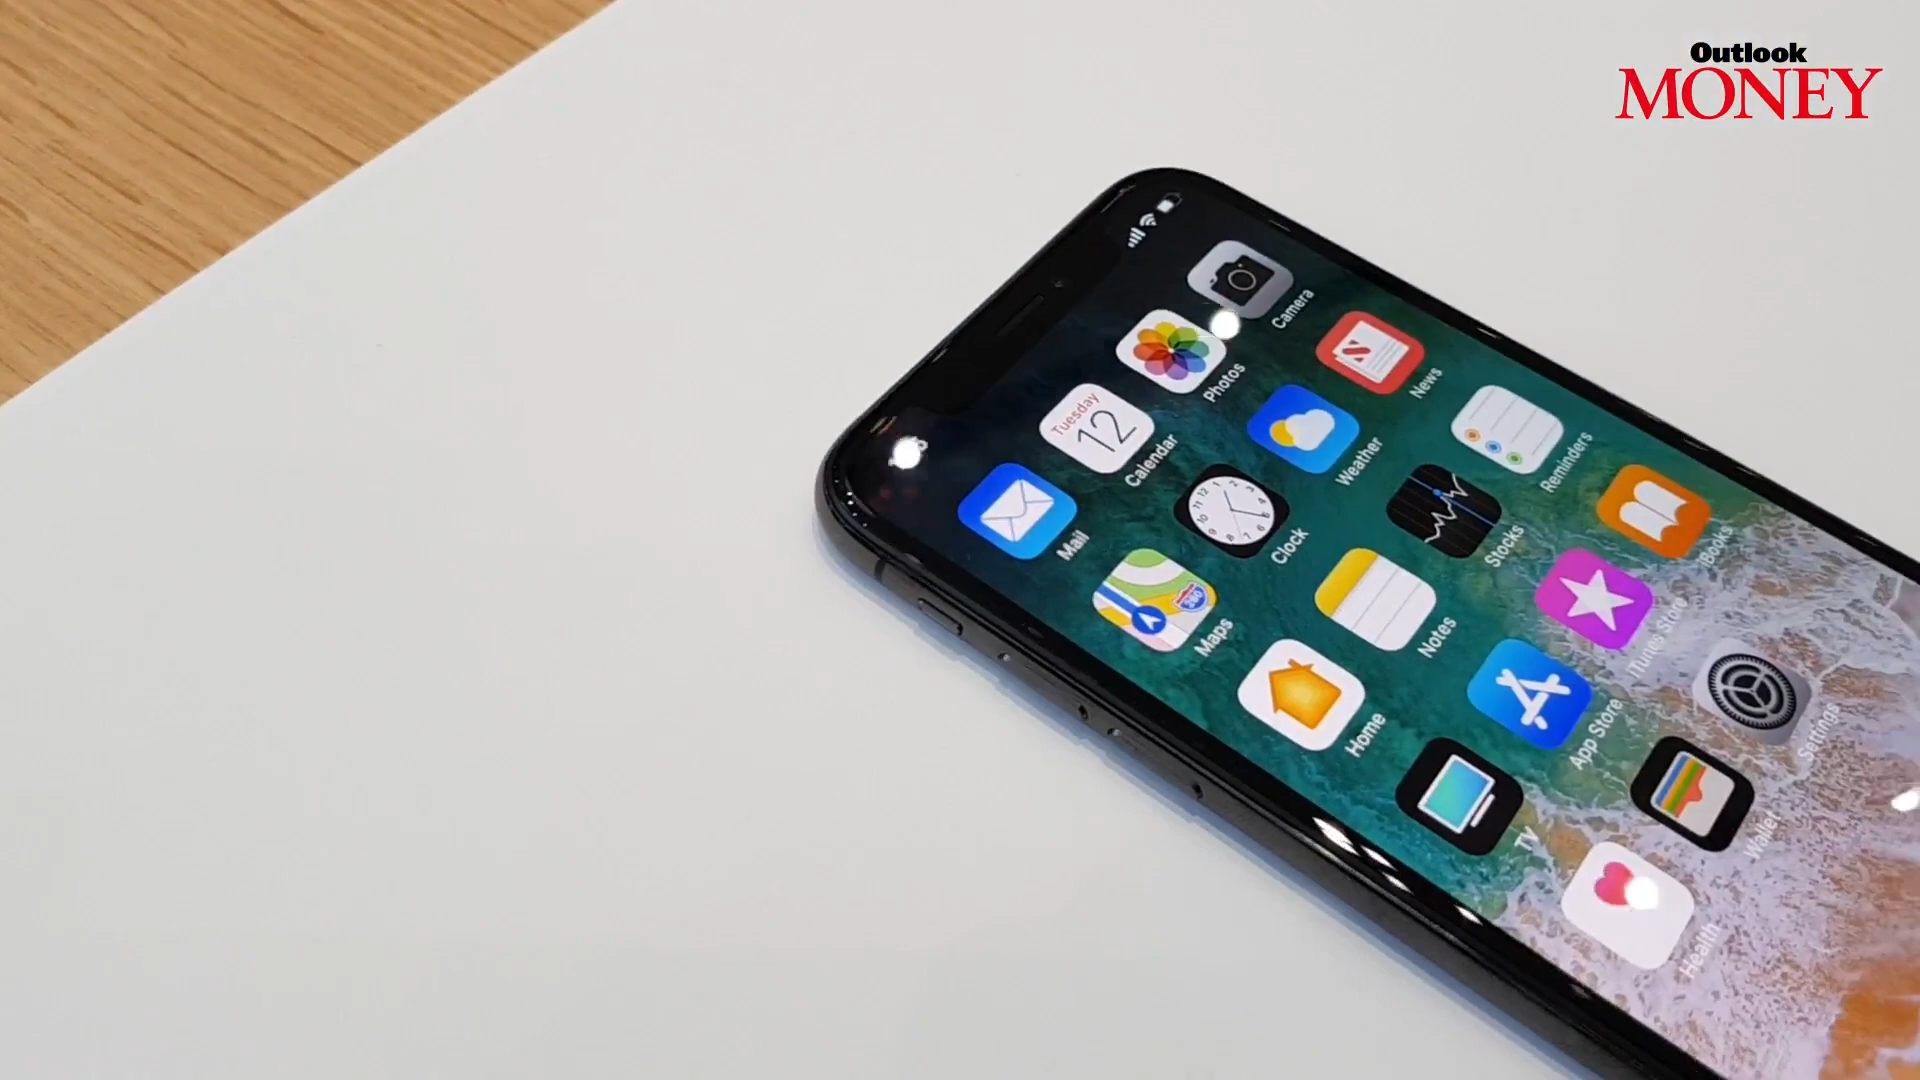 Outlook
MONEY
Camera
Photos
News
Tuesday
12
Calendar
Weather
Reminders
Mail
Clock
Stocks
iBooks
280
Maps
Notes
iTunes Store
Home
App Store
Settings
TV
Wallet
Health